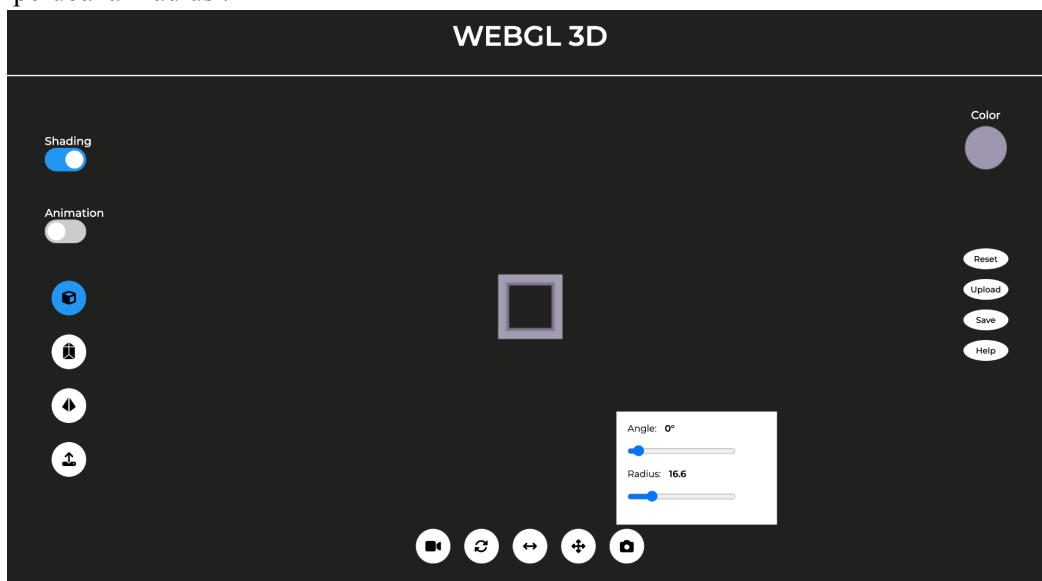 WEBGL 3D
Color
Shading
Animation
Reset
Upload
Save
Help
Angle: 0°
Radius: 16.6